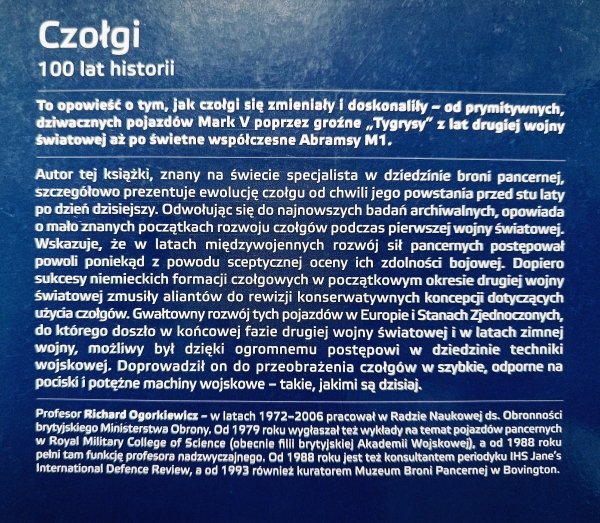 Czołgi
100 lat historii
To opowieść o tym, jak czołgi się zmieniały i doskonaliły – od prymitywnych,
dziwacznych pojazdów Mark V poprzez groźne „Tygrysy” z lat drugiej wojny
światowej aż po świetne współczesne Abramsy M1.
Autor tej książki, znany na świecie specjalista w dziedzinie broni pancernej,
szczegółowo prezentuje ewolucję czołgu od chwili jego powstania przed stu laty
po dzień dzisiejszy. Odwołując się do najnowszych badań archiwalnych, opowiada
o mało znanych początkach rozwoju czołgów podczas pierwszej wojny światowej.
Wskazuje, że w latach międzywojennych rozwój sił pancernych postępował
powoli poniekąd z powodu sceptycznej oceny ich zdolności bojowej. Dopiero
sukcesy niemieckich formacji czołgowych w początkowym okresie drugiej wojny
światowej zmusiły aliantów do rewizji konserwatywnych koncepcji dotyczących
użycia czołgów. Gwałtowny rozwój tych pojazdów w Europie i Stanach Zjednoczonych,
do którego doszło w końcowej fazie drugiej wojny światowej i w latach zimnej
wojny, możliwy był dzięki ogromnemu postępowi w dziedzinie techniki
wojskowej. Doprowadził on do przeobrażenia czołgów w szybkie, odporne na
pociski i potężne machiny wojskowe – takie, jakimi są dzisiaj.
Profesor Richard Ogorkiewicz – w latach 1972–2006 pracował w Radzie Naukowej ds. Obronności
brytyjskiego Ministerstwa Obrony. Od 1979 roku wygłaszał też wykłady na temat pojazdów pancernych
w Royal Military College of Science (obecnie filii brytyjskiej Akademii Wojskowej), a od 1988 roku
pełni tam funkcję profesora nadzwyczajnego. Od 1988 roku jest też konsultantem periodyku IHS Jane's
International Defence Review, a od 1993 również kuratorem Muzeum Broni Pancernej w Bovington.